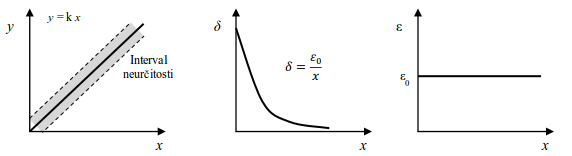 y
y = k x
Interval
neurčitosti
x
δ
δ = ε₀/x
x
ε
ε₀
x